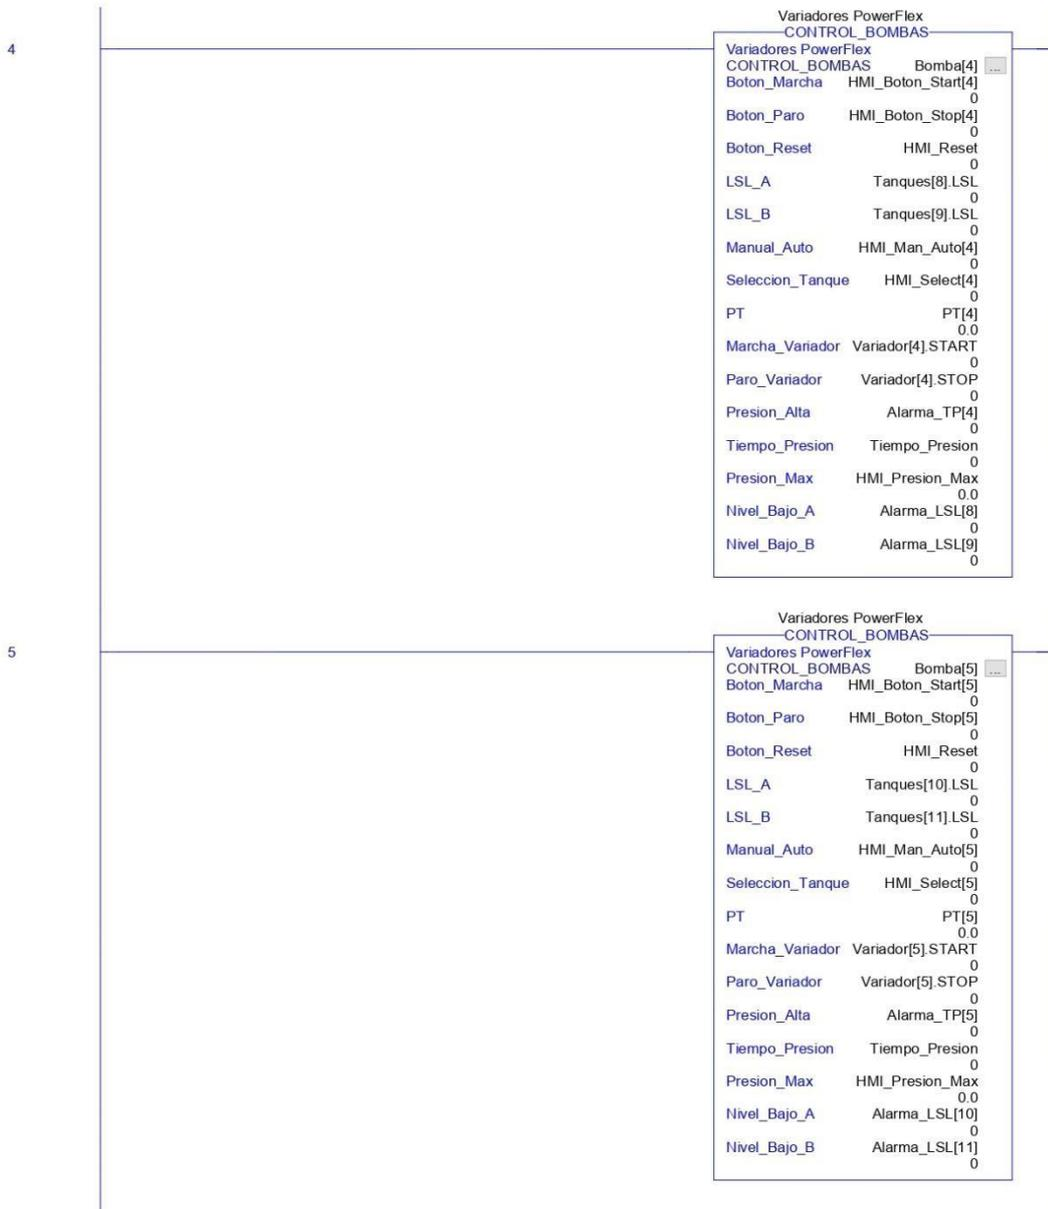 Variadores PowerFlex
CONTROL_BOMBAS
4
Variadores PowerFlex
CONTROL_BOMBAS Bomba[4] ...
Boton_Marcha HMI_Boton_Start[4]
0
Boton_Paro HMI_Boton_Stop[4]
0
Boton_Reset HMI_Reset
0
LSL_A Tanques[8].LSL
0
LSL_B Tanques[9].LSL
0
Manual_Auto HMI_Man_Auto[4]
0
Seleccion_Tanque HMI_Select[4]
0
PT PT[4]
0.0
Marcha_Variador Variador[4].START
0
Paro_Variador Variador[4].STOP
0
Presion_Alta Alarma_TP[4]
0
Tiempo_Presion Tiempo_Presion
0
Presion_Max HMI_Presion_Max
0.0
Nivel_Bajo_A Alarma_LSL[8]
0
Nivel_Bajo_B Alarma_LSL[9]
0
Variadores PowerFlex
CONTROL_BOMBAS
5
Variadores PowerFlex
CONTROL_BOMBAS Bomba[5] ...
Boton_Marcha HMI_Boton_Start[5]
0
Boton_Paro HMI_Boton_Stop[5]
0
Boton_Reset HMI_Reset
0
LSL_A Tanques[10].LSL
0
LSL_B Tanques[11].LSL
0
Manual_Auto HMI_Man_Auto[5]
0
Seleccion_Tanque HMI_Select[5]
0
PT PT[5]
0.0
Marcha_Variador Variador[5].START
0
Paro_Variador Variador[5].STOP
0
Presion_Alta Alarma_TP[5]
0
Tiempo_Presion Tiempo_Presion
0
Presion_Max HMI_Presion_Max
0.0
Nivel_Bajo_A Alarma_LSL[10]
0
Nivel_Bajo_B Alarma_LSL[11]
0